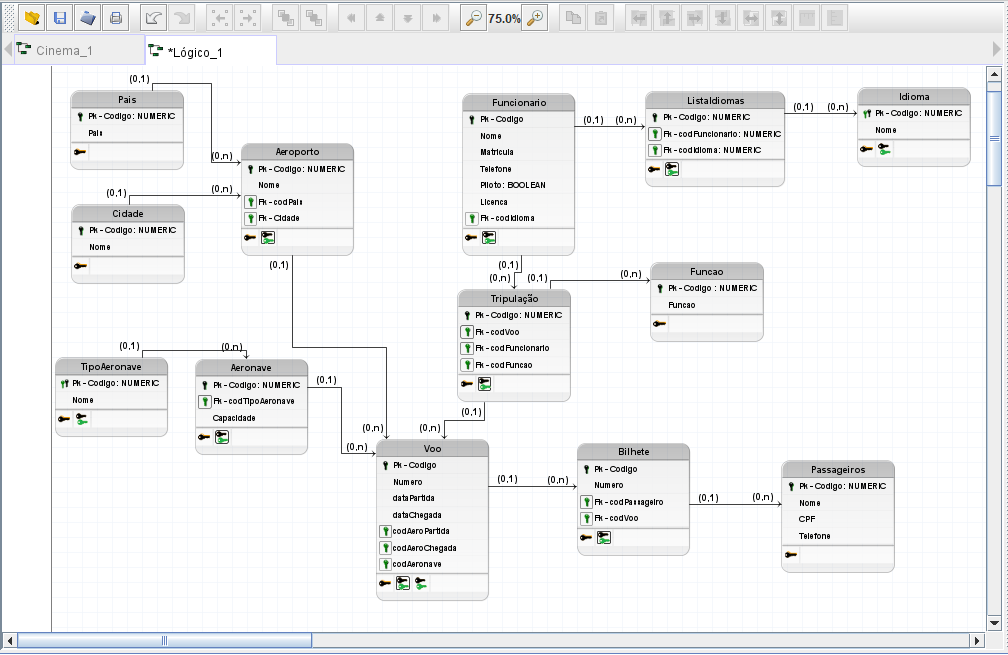 75.0%
Cinema_1
*Lógico_1
(0,1)
Pais
Pk - Codigo: NUMERIC
Pais
(0,n)
Aeroporto
Pk - Codigo: NUMERIC
Nome
Fk - codPais
Fk - Cidade
(0,1)
(0,n)
(0,1)
Cidade
Pk - Codigo: NUMERIC
Nome
Funcionario
Pk - Codigo
Nome
Matricula
Telefone
Piloto: BOOLEAN
Licenca
Fk - codIdioma
(0,1)
(0,n)
ListaIdiomas
Pk - Codigo: NUMERIC
Fk - codFuncionario: NUMERIC
Fk - codIdioma: NUMERIC
(0,1)
(0,n)
Idioma
Pk - Codigo: NUMERIC
Nome
(0,1)
(0,n)
(0,1)
(0,n)
Funcao
Pk - Codigo : NUMERIC
Funcao
Tripulação
Pk - Codigo: NUMERIC
Fk - codVoo
Fk - codFuncionario
Fk - codFuncao
(0,1)
(0,n)
(0,1)
(0,n)
TipoAeronave
Pk - Codigo: NUMERIC
Nome
Aeronave
Pk - Codigo: NUMERIC
Fk - codTipoAeronave
Capacidade
(0,1)
(0,n)
(0,n)
Voo
Pk - Codigo
Numero
dataPartida
dataChegada
codAeroPartida
codAeroChegada
codAeronave
(0,1)
(0,n)
Bilhete
Pk - Codigo
Numero
Fk - codPassageiro
Fk - codVoo
(0,1)
(0,n)
Passageiros
Pk - Codigo: NUMERIC
Nome
CPF
Telefone